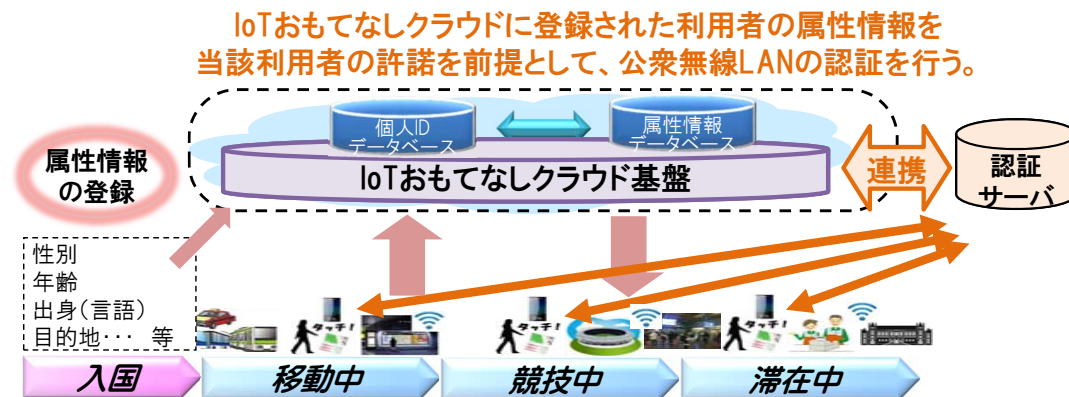 IoTおもてなしクラウドに登録された利用者の属性情報を
当該利用者の許諾を前提として、公衆無線LANの認証を行う。
個人ID
データベース
属性情報
データベース
IoTおもてなしクラウド基盤
属性情報
の登録
連携
認証
サーバ
性別
年齢
出身(言語)
目的地・・・ 等
タッチ!
タッチ!
タッチ!
入国
移動中
競技中
滞在中